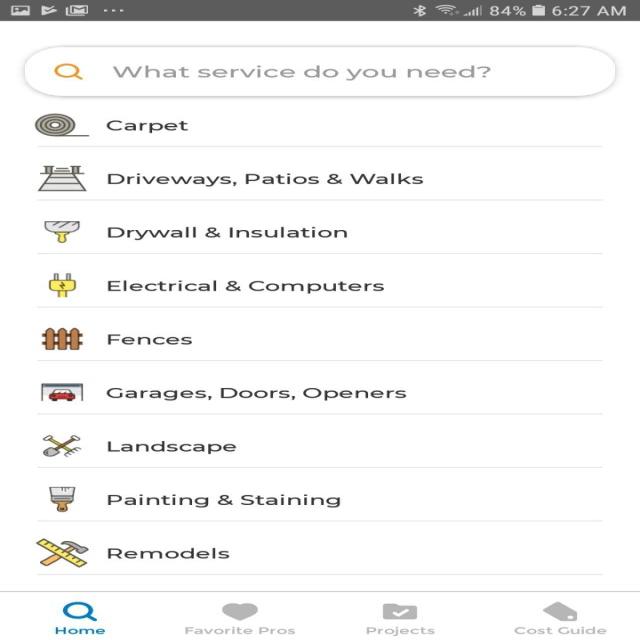 84% 6:27 AM
What service do you need?
Carpet
Driveways, Patios & Walks
Drywall & Insulation
Electrical & Computers
Fences
Garages, Doors, Openers
Landscape
Painting & Staining
Remodels
Home Favorite Pros Projects Cost Guide